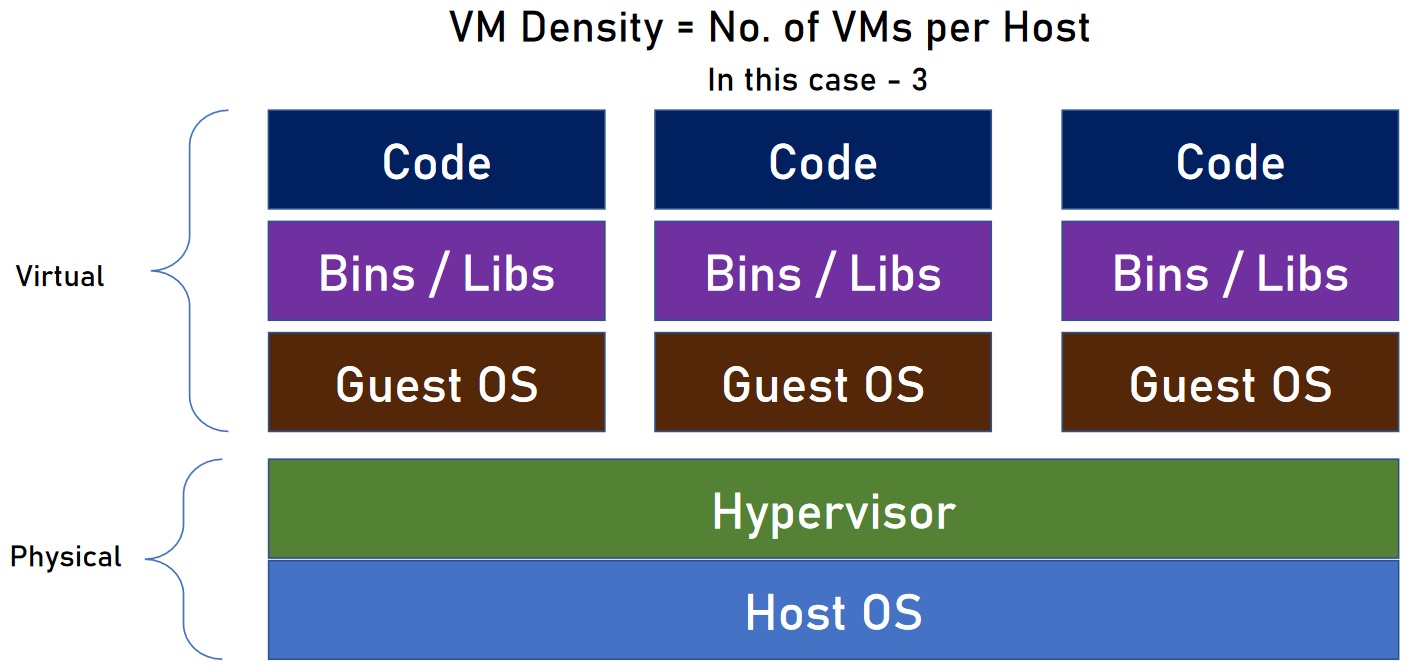 VM Density = No. of VMs per Host
In this case - 3
Code Code Code
Bins / Libs Bins / Libs Bins / Libs
Virtual
Guest OS Guest OS Guest OS
Hypervisor
Physical
Host OS